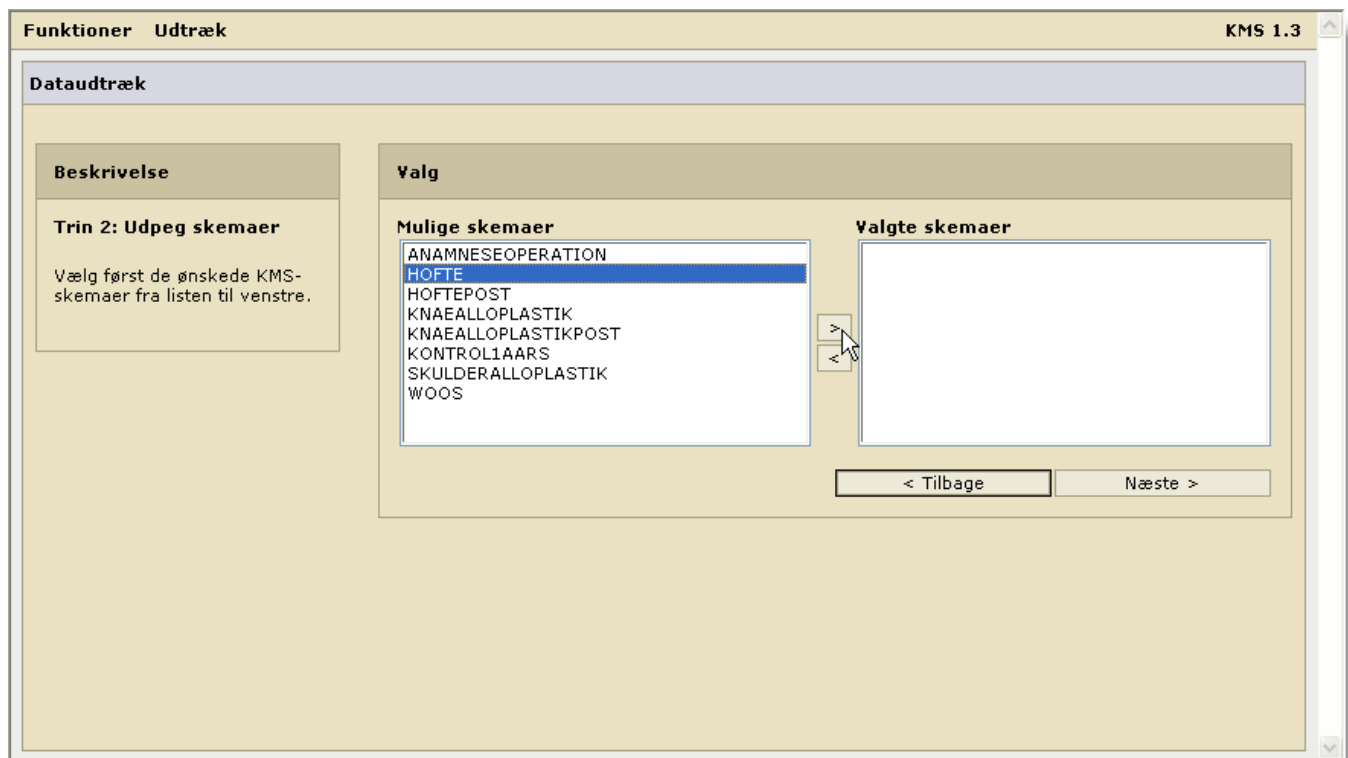 Funktioner Udtræk KMS 1.3
Dataudtræk
Beskrivelse
Trin 2: Udpeg skemaer
Vælg først de ønskede KMS-
skemaer fra listen til venstre.
Valg
Mulige skemaer
ANAMNESEOPERATION
HOFTE
HOFTEPOST
KNAEALLOPLASTIK
KNAEALLOPLASTIKPOST
KONTROL1AARS
SKULDERALLOPLASTIK
WOOS
>
<
Valgte skemaer
< Tilbage
Næste >